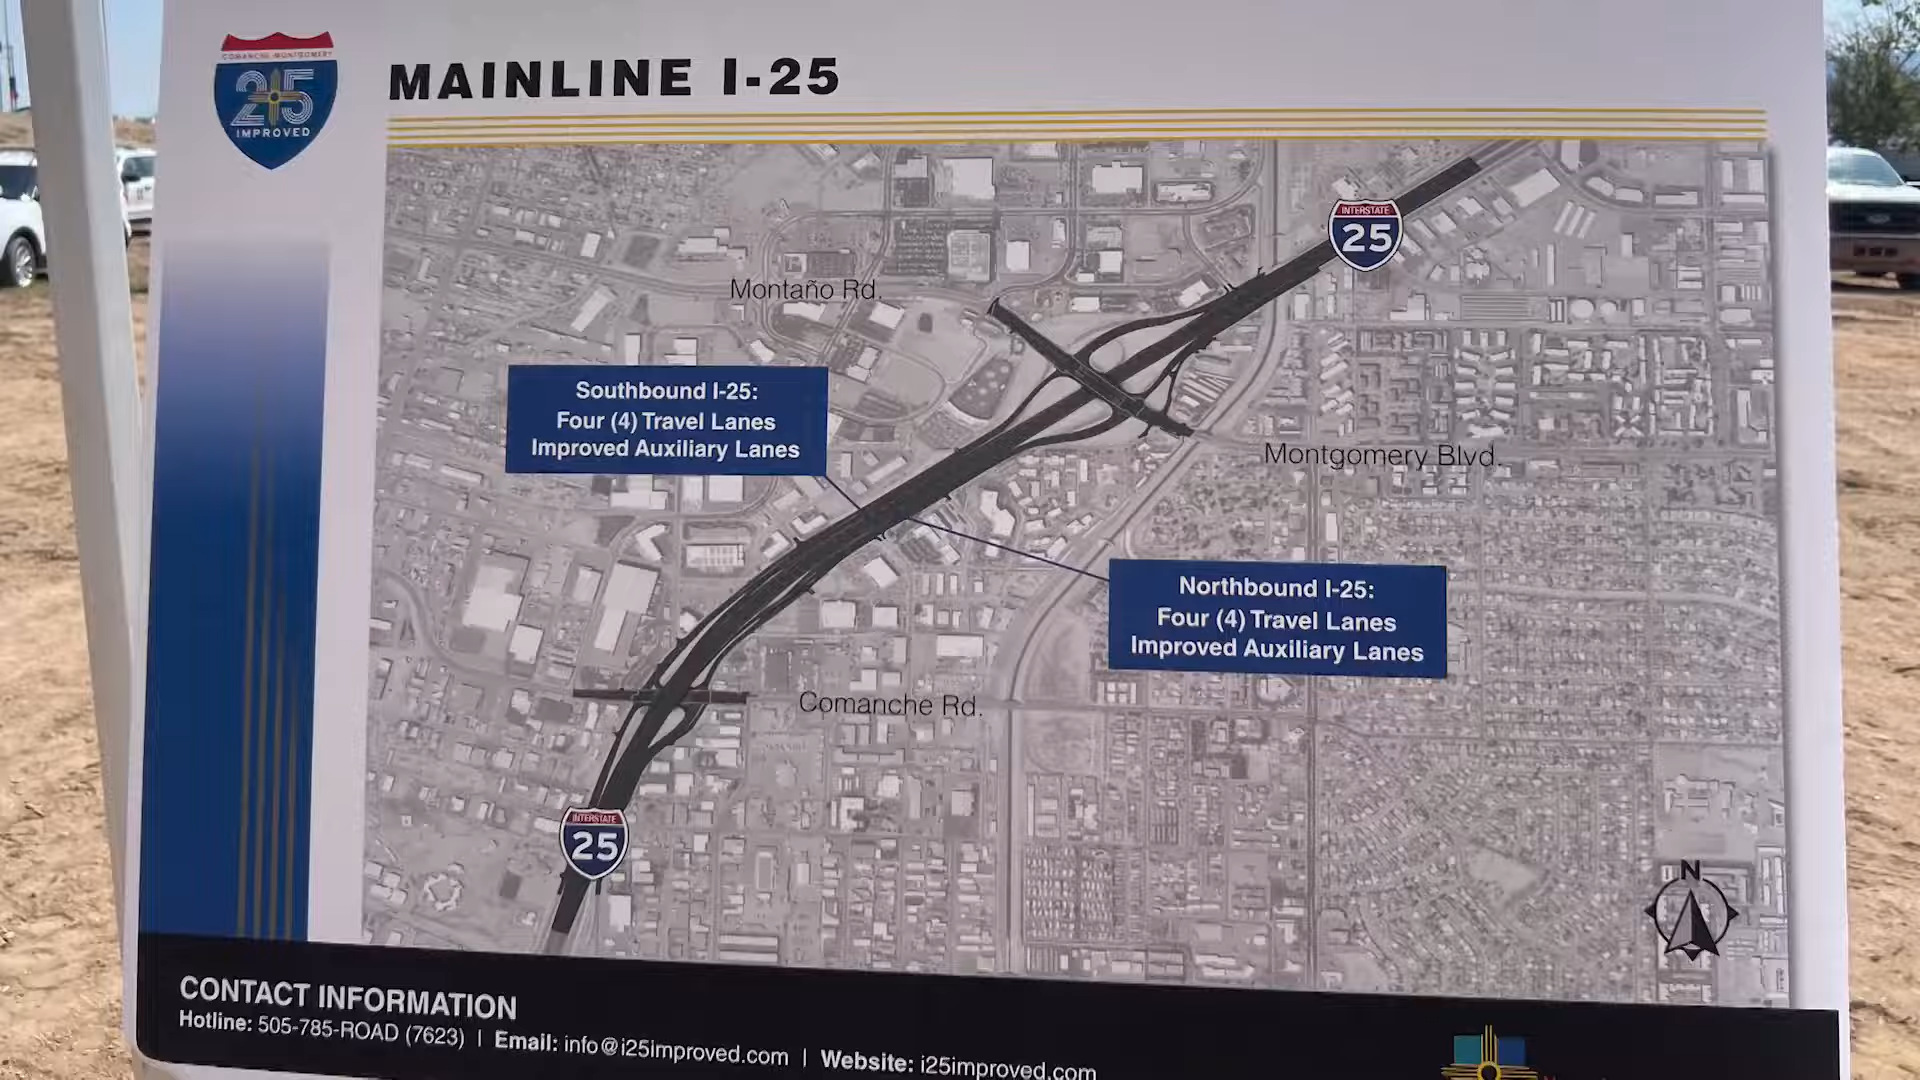 COMANCHE-MONTGOMERY
25
IMPROVED
MAINLINE I-25
INTERSTATE
25
Montaño Rd.
Southbound I-25:
Four (4) Travel Lanes
Improved Auxiliary Lanes
Montgomery Blvd.
Northbound I-25:
Four (4) Travel Lanes
Improved Auxiliary Lanes
Comanche Rd.
INTERSTATE
25
N
CONTACT INFORMATION
Hotline: 505-785-ROAD (7623) | Email: info@i25improved.com | Website: i25improved.com